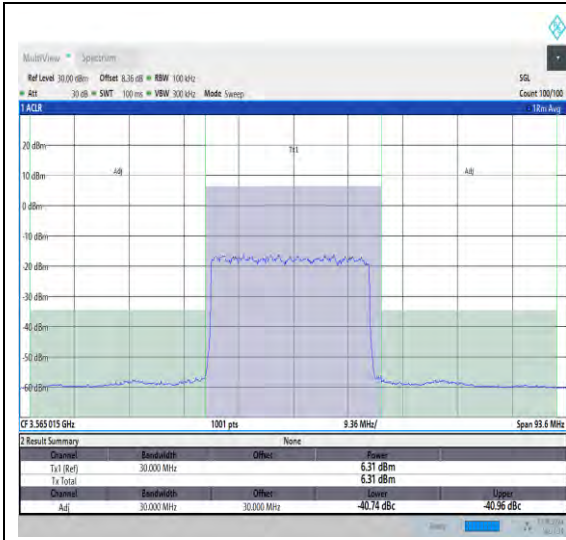 MultiView Spectrum
Ref Level 30.00 dBm Offset 8.36 dB RBW 100 kHz SGL
Att 30 dB SWT 100 ms VBW 300 kHz Mode Sweep Count 100/100
1 ACLR 1Rm Avg
20 dBm
Tx1
Adj Adj
10 dBm
0 dBm
-10 dBm
-20 dBm
-30 dBm
-40 dBm
-50 dBm
-60 dBm
CF 3.565 015 GHz 1001 pts 9.36 MHz/ Span 93.6 MHz
2 Result Summary None
Channel Bandwidth Offset Power
Tx1 (Ref) 30.000 MHz 6.31 dBm
Tx Total 6.31 dBm
Channel Bandwidth Offset Lower Upper
Adj 30.000 MHz 30.000 MHz -40.74 dBc -40.96 dBc
Ready